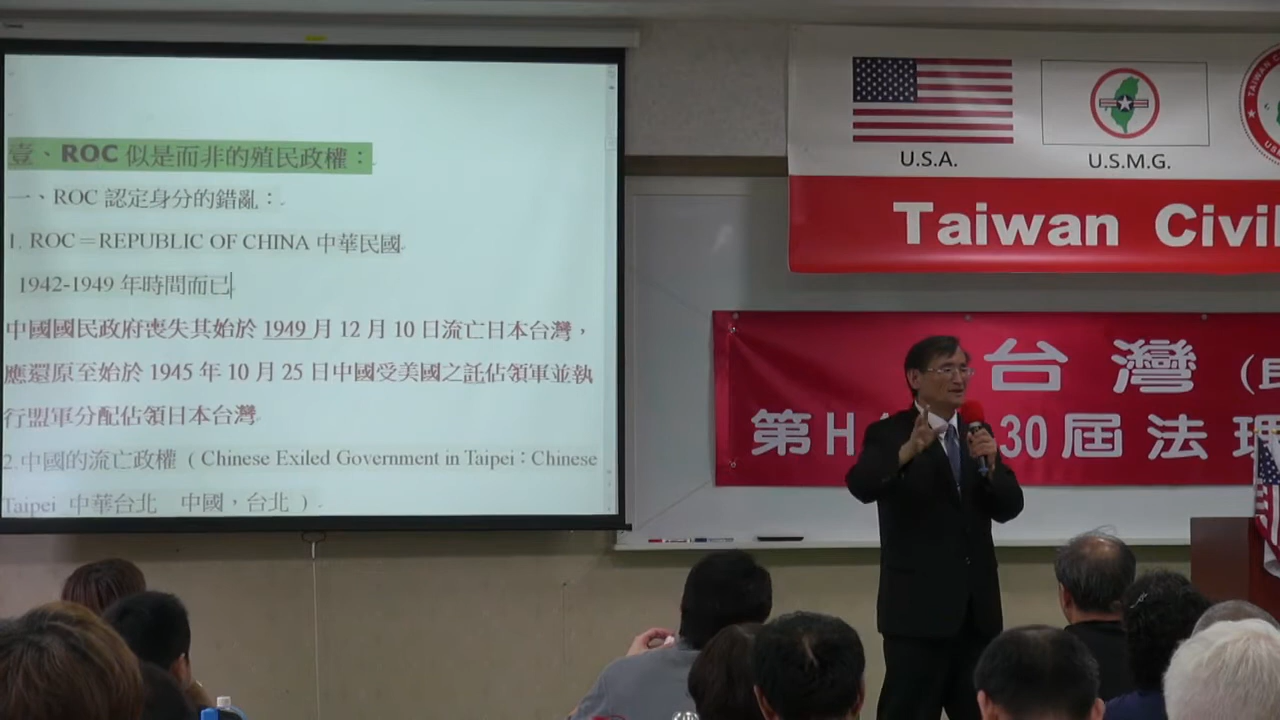 壹、ROC 似是而非的殖民政權：
一、ROC 認定身分的錯亂：
1. ROC＝REPUBLIC OF CHINA 中華民國
1942-1949 年時間而已
中國國民政府喪失其始於 1949 月 12 月 10 日流亡日本台灣，
應還原至始於 1945 年 10 月 25 日中國受美國之託佔領軍並執
行盟軍分配佔領日本台灣
2.中國的流亡政權（Chinese Exiled Government in Taipei：Chinese
Taipei 中華台北 中國，台北 ）
U.S.A.
U.S.M.G.
Taiwan Civil
台灣 (
第H 30屆法理